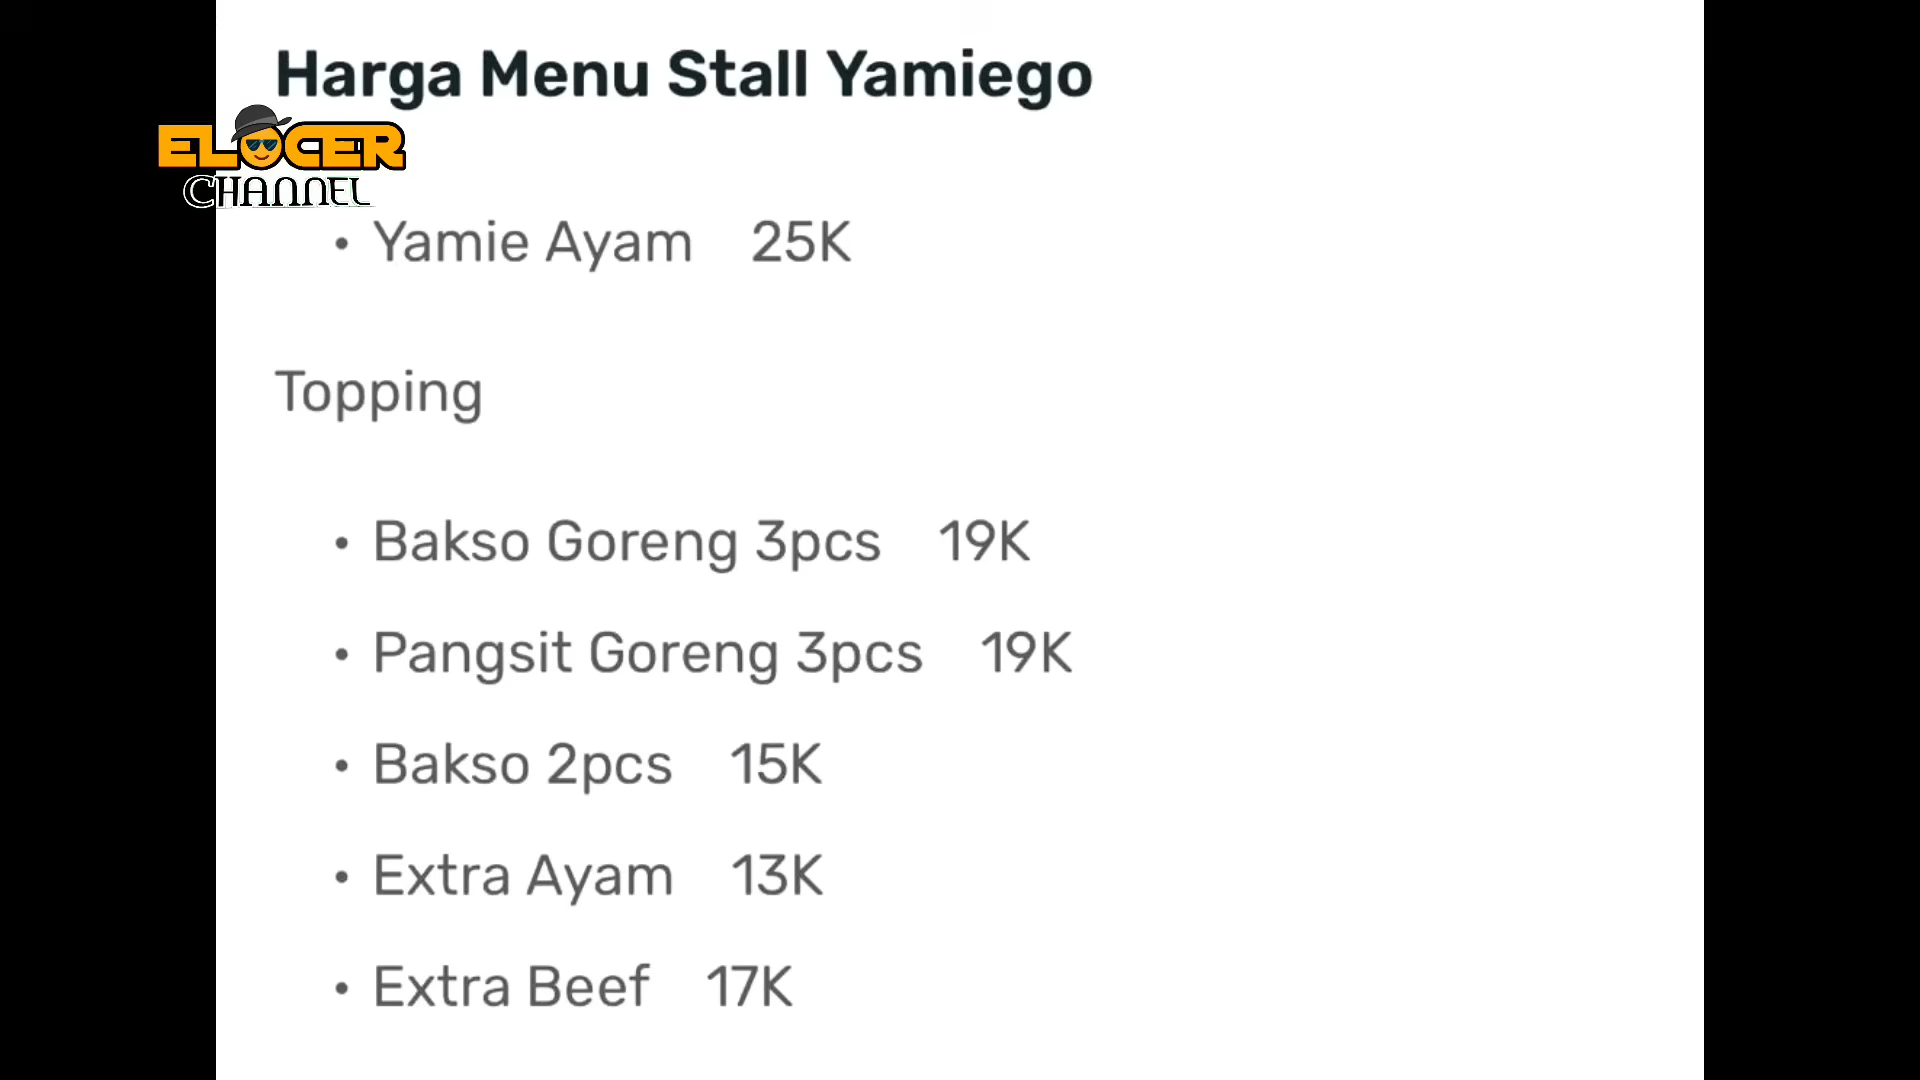 Harga Menu Stall Yamiego
ELOCER
CHANNEL
• Yamie Ayam 25K
Topping
• Bakso Goreng 3pcs 19K
• Pangsit Goreng 3pcs 19K
• Bakso 2pcs 15K
• Extra Ayam 13K
• Extra Beef 17K